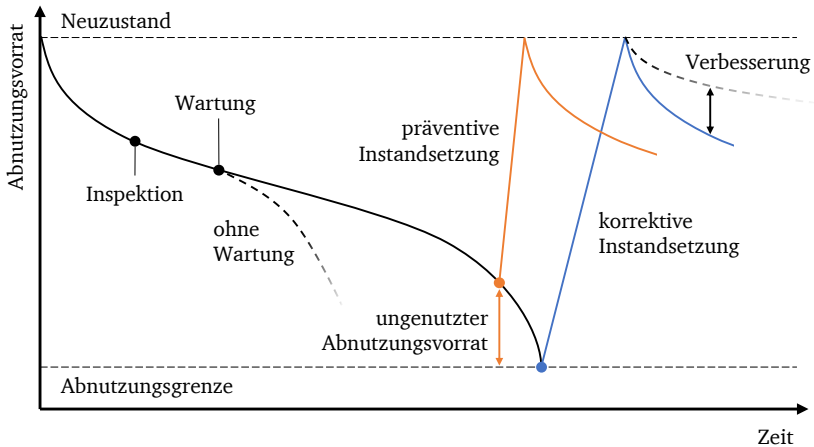 Neuzustand
Abnutzungsvorrat
Wartung
Inspektion
ohne
Wartung
präventive
Instandsetzung
Verbesserung
korrektive
Instandsetzung
ungenutzter
Abnutzungsvorrat
Abnutzungsgrenze
Zeit